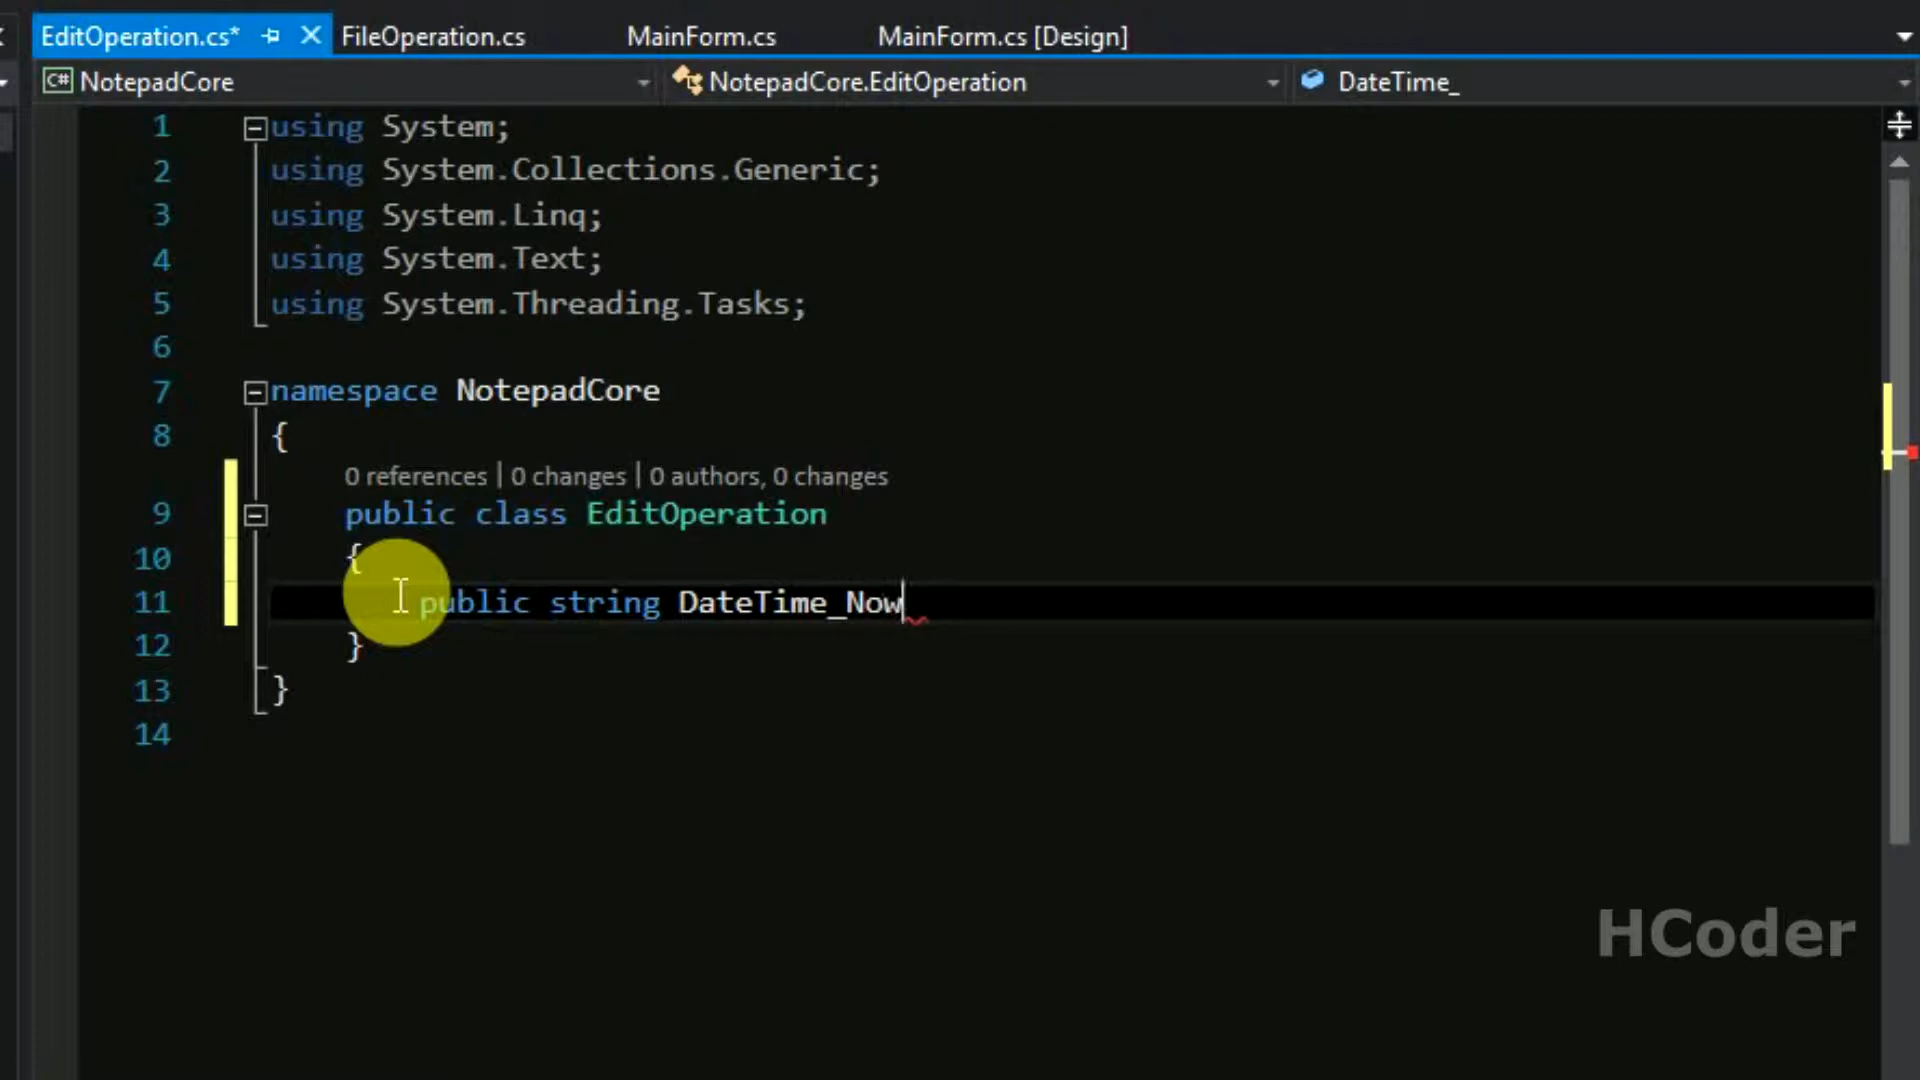 EditOperation.cs* FileOperation.cs MainForm.cs MainForm.cs [Design]
C# NotepadCore NotepadCore.EditOperation DateTime_
1 using System;
2 using System.Collections.Generic;
3 using System.Linq;
4 using System.Text;
5 using System.Threading.Tasks;
6
7 namespace NotepadCore
8 {
0 references | 0 changes | 0 authors, 0 changes
9 public class EditOperation
10 {
11 public string DateTime_Now
12 }
13 }
14
HCoder